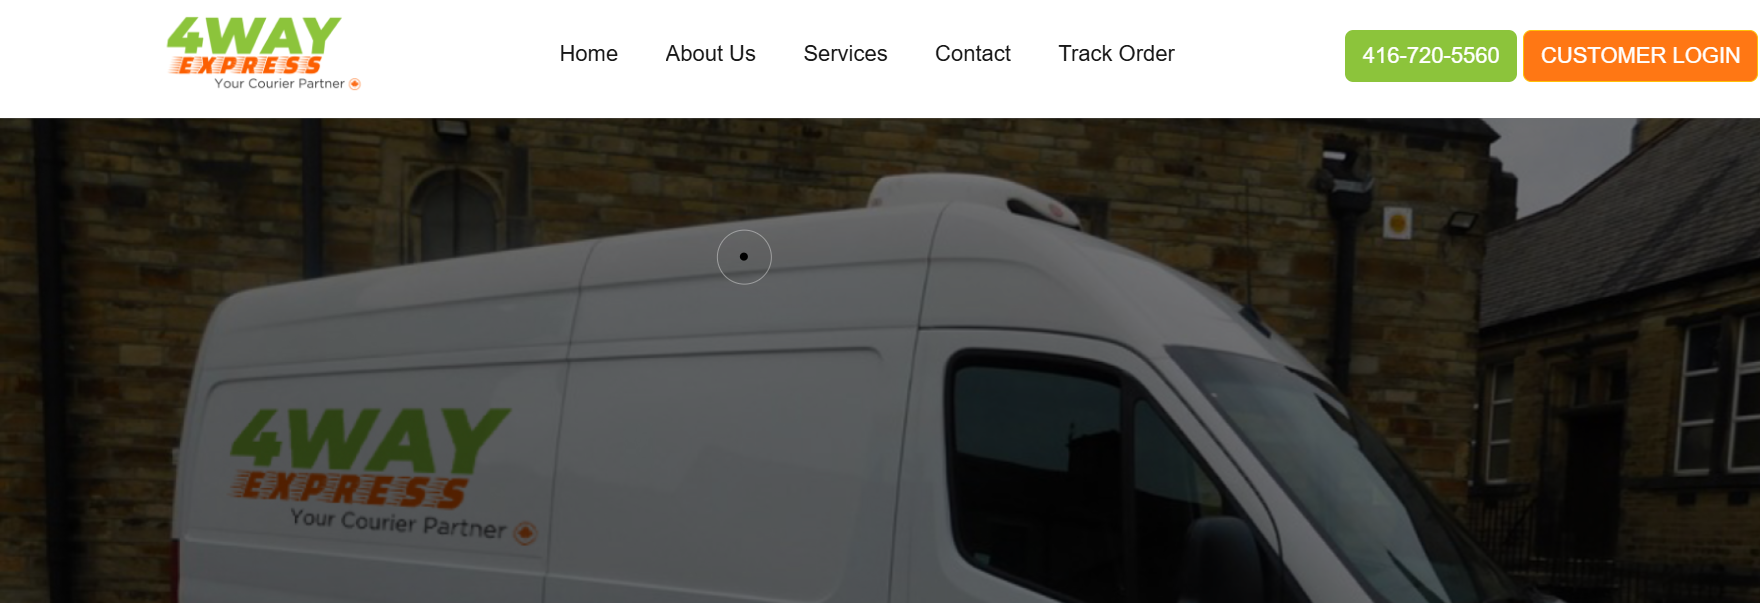 4WAY
EXPRESS
Your Courier Partner
Home
About Us
Services
Contact
Track Order
416-720-5560
CUSTOMER LOGIN
4WAY
EXPRESS
Your Courier Partner